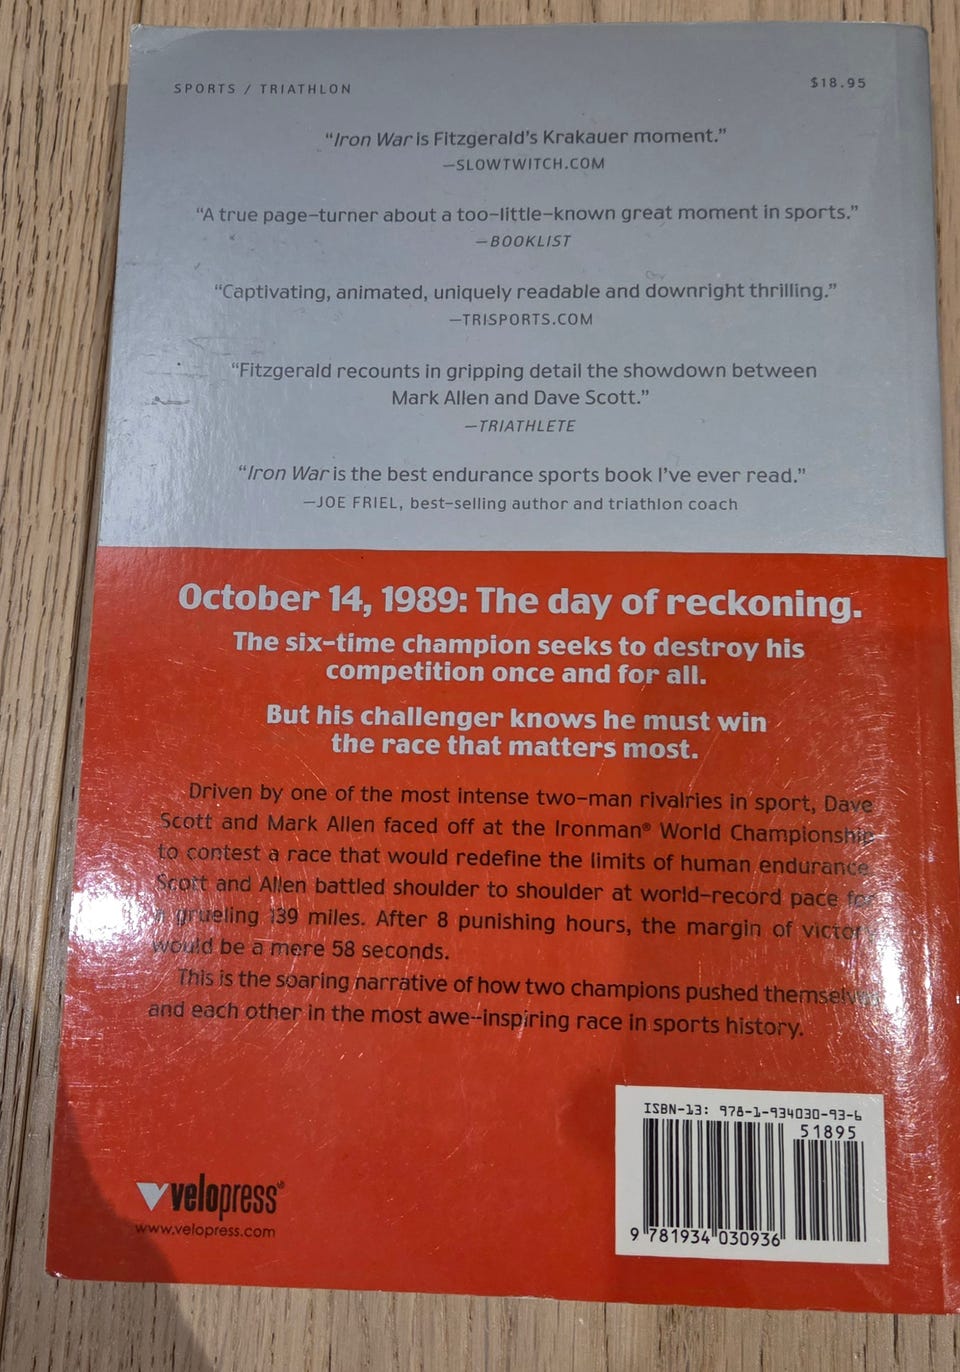 SPORTS / TRIATHLON
$18.95
“Iron War is Fitzgerald’s Krakauer moment.”
—SLOWTWITCH.COM
“A true page-turner about a too-little-known great moment in sports.”
—BOOKLIST
“Captivating, animated, uniquely readable and downright thrilling.”
—TRISPORTS.COM
“Fitzgerald recounts in gripping detail the showdown between
Mark Allen and Dave Scott.”
—TRIATHLETE
“Iron War is the best endurance sports book I’ve ever read.”
—JOE FRIEL, best-selling author and triathlon coach
October 14, 1989: The day of reckoning.
The six-time champion seeks to destroy his
competition once and for all.
But his challenger knows he must win
the race that matters most.
Driven by one of the most intense two-man rivalries in sport, Dave
Scott and Mark Allen faced off at the Ironman® World Championship
to contest a race that would redefine the limits of human endurance.
Scott and Allen battled shoulder to shoulder at world-record pace for
a grueling 139 miles. After 8 punishing hours, the margin of victory
would be a mere 58 seconds.
This is the soaring narrative of how two champions pushed themselves
and each other in the most awe--inspiring race in sports history.
ISBN-13: 978-1-934030-93-6
51895
9 781934 030936
velopress®
www.velopress.com